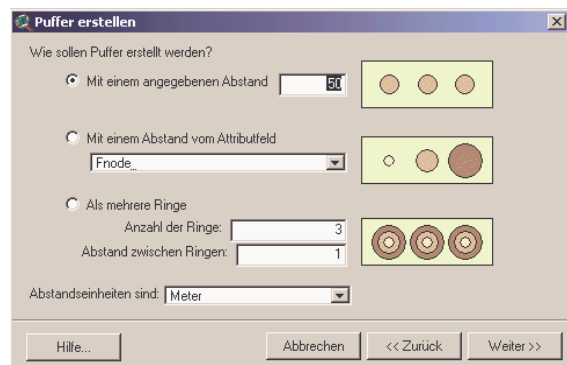 Puffer erstellen
Wie sollen Puffer erstellt werden?
Mit einem angegebenen Abstand 50
Mit einem Abstand vom Attributfeld
Fnode_
Als mehrere Ringe
Anzahl der Ringe: 3
Abstand zwischen Ringen: 1
Abstandseinheiten sind: Meter
Hilfe... Abbrechen << Zurück Weiter >>